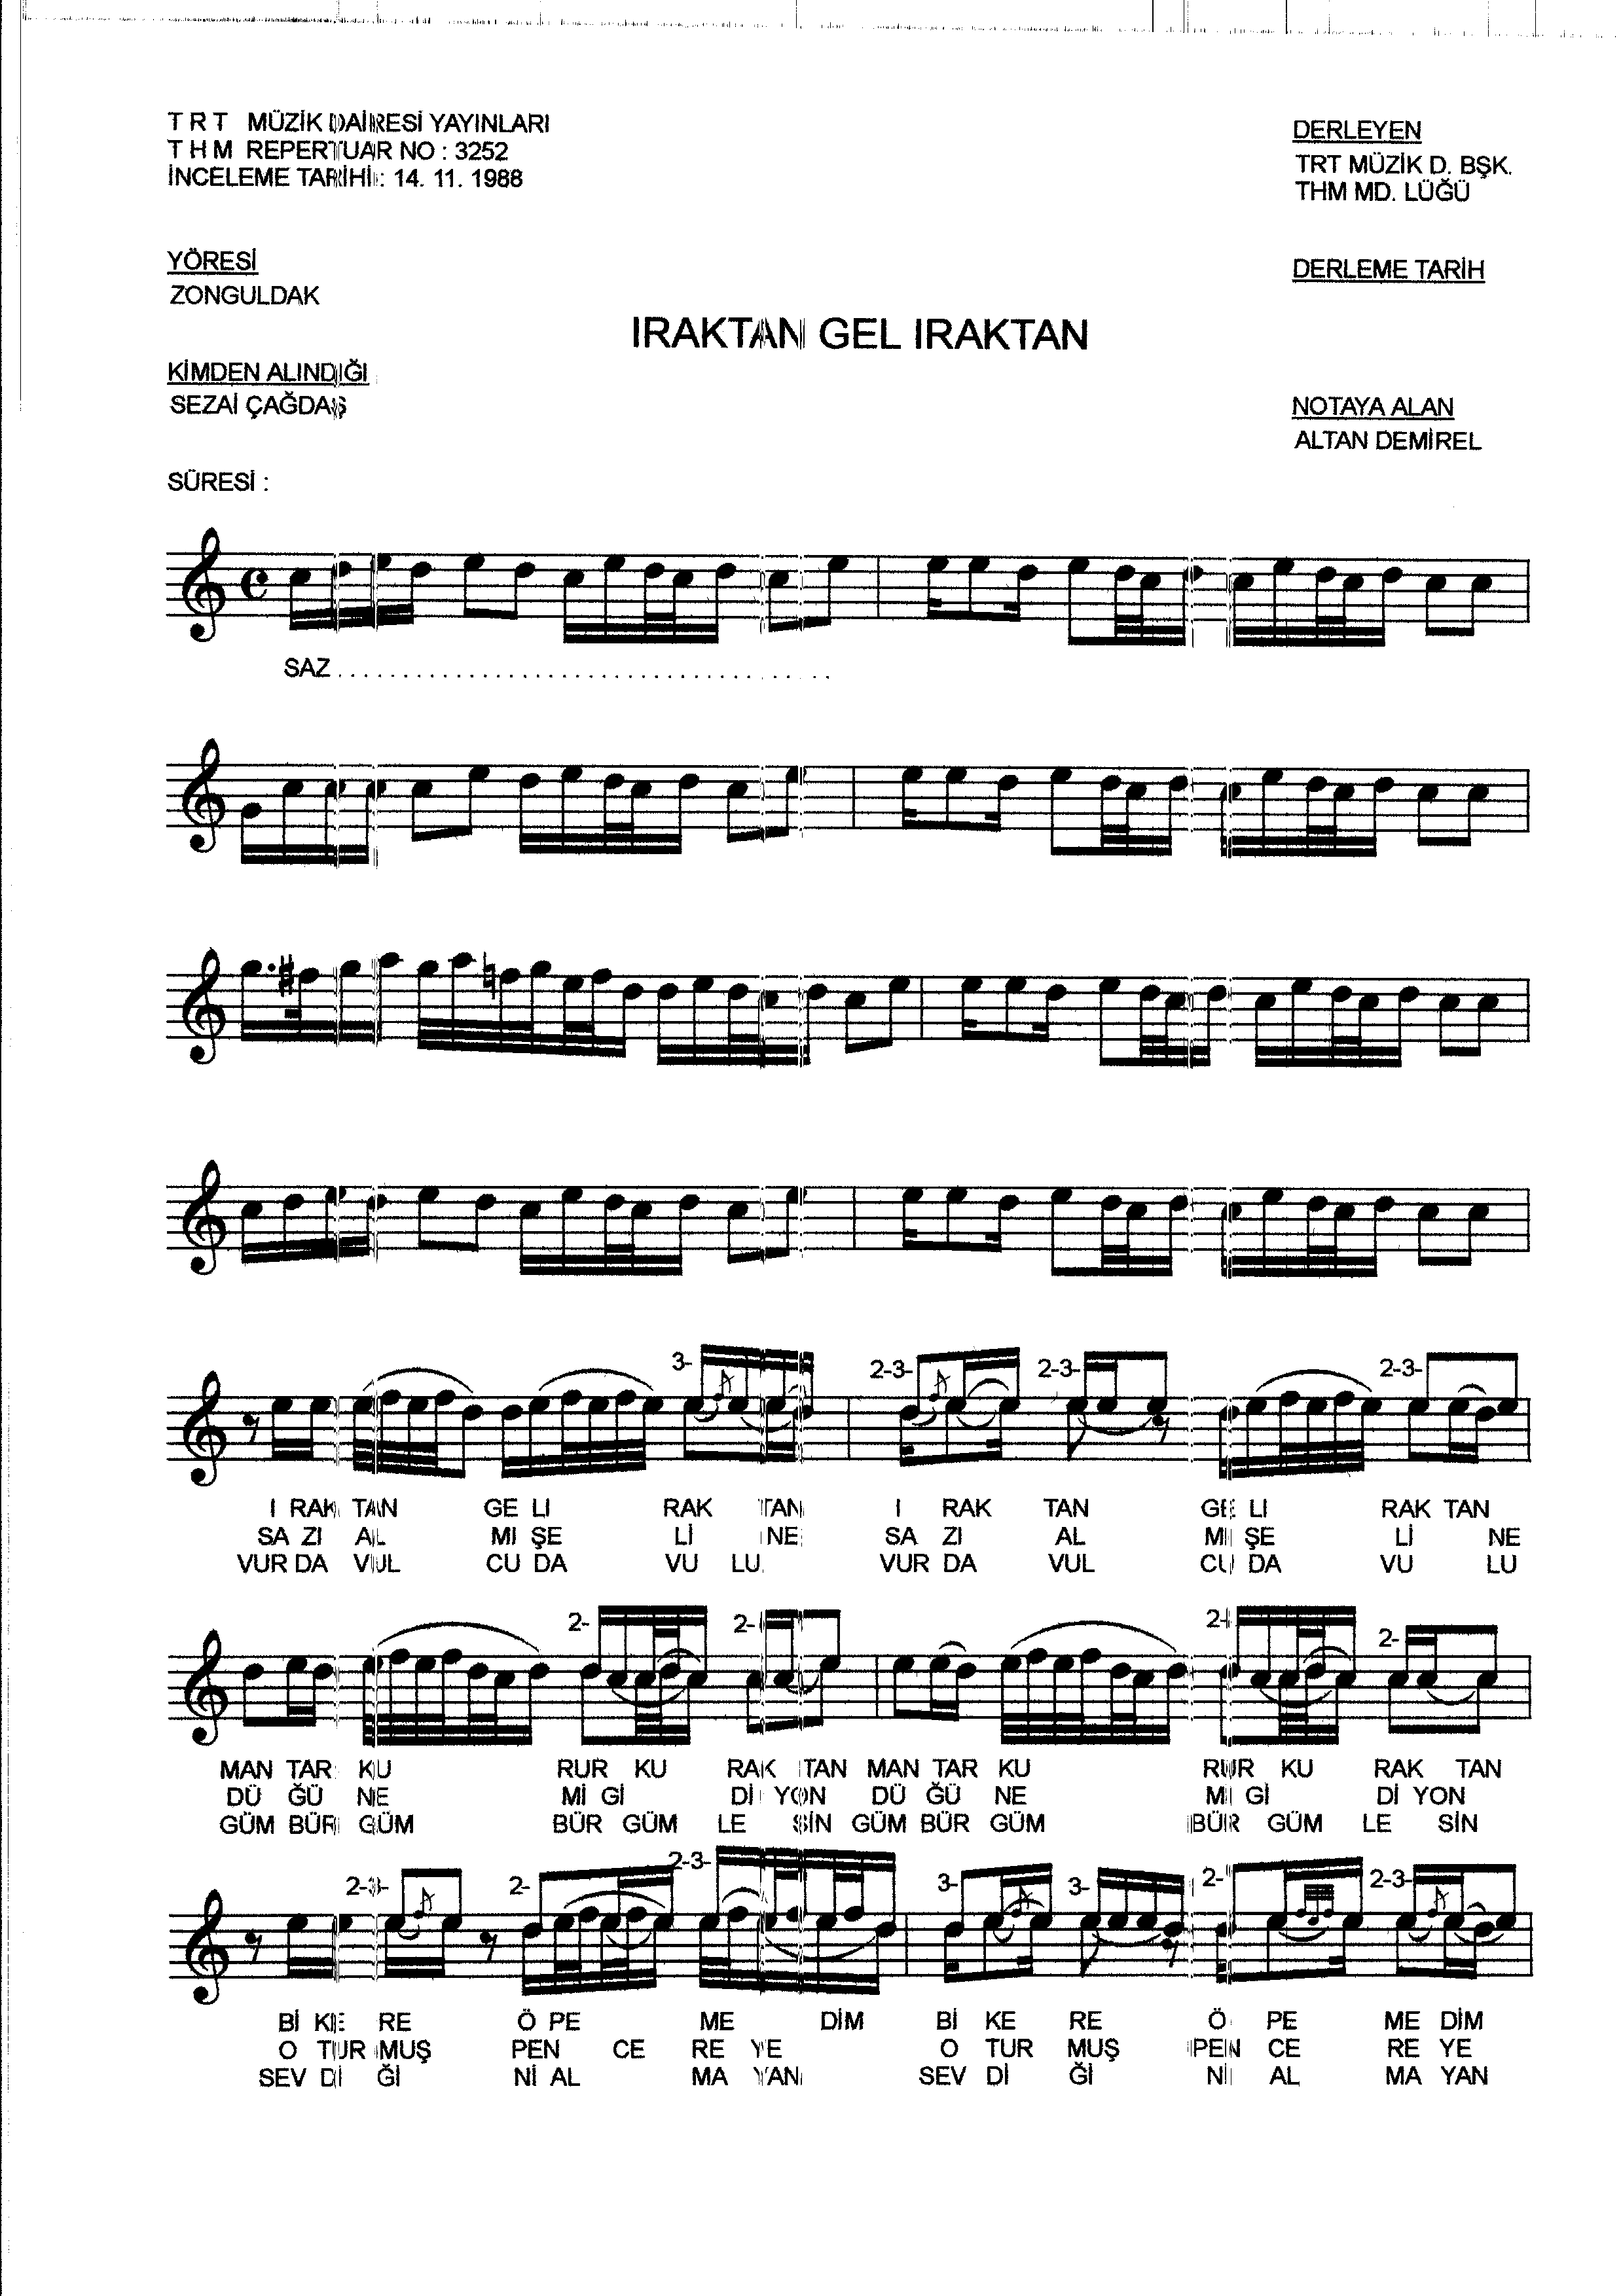 T R T MÜZİK DAİRESİ YAYINLARI
T H M REPERTUAR NO : 3252
İNCELEME TARİHİ : 14. 11. 1988
DERLEYEN
TRT MÜZİK D. BŞK.
THM MD. LÜĞÜ
YÖRESİ
ZONGULDAK
DERLEME TARİH
IRAKTAN GEL IRAKTAN
KİMDEN ALINDIĞI
SEZAİ ÇAĞDAŞ
NOTAYA ALAN
ALTAN DEMİREL
SÜRESİ :
SAZ . . . . . . . . . . . . . . . . . . . . . . . . . . . . . . . . . . . . . .
3- 2-3- 2-3- 2-3-
I RAK TAN GE LI RAK TAN I RAK TAN GE LI RAK TAN
SA ZI AL MI ŞE Lİ NE SA ZI AL MI ŞE Lİ NE
VUR DA VUL CU DA VU LU VUR DA VUL CU DA VU LU
2- 2- 2- 2-
MAN TAR KU RUR KU RAK TAN MAN TAR KU RUR KU RAK TAN
DÜ ĞÜ NE Mİ Gİ Dİ YON DÜ ĞÜ NE Mİ Gİ Dİ YON
GÜM BÜR GÜM BÜR GÜM LE SİN GÜM BÜR GÜM BÜR GÜM LE SİN
2-3- 2- 2-3- 3- 3- 2- 2-3-
Bİ KE RE Ö PE ME DİM Bİ KE RE Ö PE ME DİM
O TUR MUŞ PEN CE RE YE O TUR MUŞ PEN CE RE YE
SEV Dİ Ğİ Nİ AL MA YAN SEV Dİ Ğİ Nİ AL MA YAN